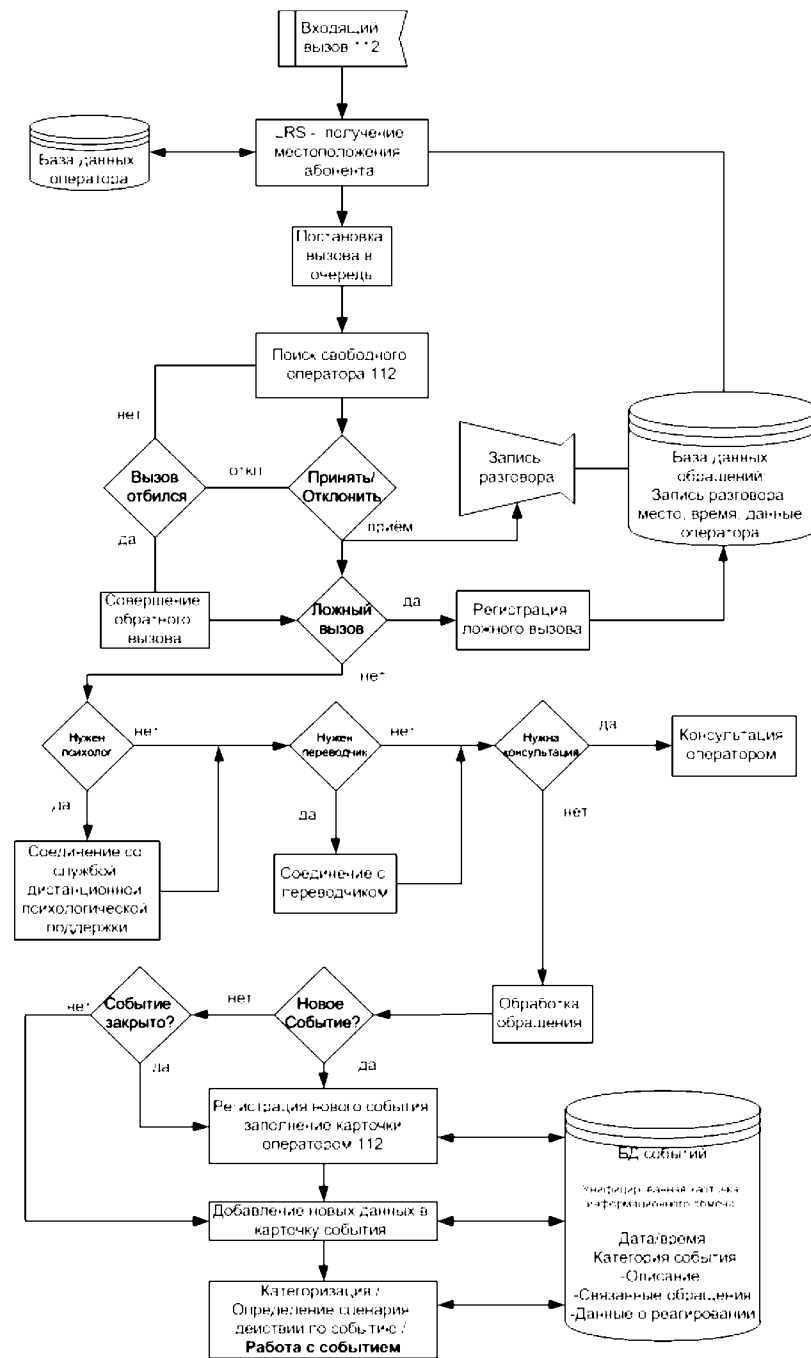 Входящий
вызов 112
LRS - получение
местоположения
абонента
База данных
оператора
Постановка
вызова в
очередь
Поиск свободного
оператора 112
нет
Вызов
отбился
откл
Принять/
Отклонить
Запись
разговора
База данных
обращений:
Запись разговора
место, время, данные
оператора
приём
да
Совершение
обратного
вызова
Ложный
вызов
да
Регистрация
ложного вызова
нет
Нужен
психолог
нет
Нужен
переводчик
нет
Нужна
консультация
да
Консультация
оператором
да
да
нет
Соединение со
службой
дистанционной
психологической
поддержки
Соединение с
переводчиком
нет
Событие
закрыто?
нет
Новое
Событие?
Обработка
обращения
да
да
Регистрация нового события
заполнение карточки
оператором 112
БД событий
Унифицированная карточка
информационного обмена
Добавление новых данных в
карточку события
Дата/время
Категория события
-Описание
-Связанные обращения
-Данные о реагировании
Категоризация /
Определение сценария
действий по событию /
Работа с событием